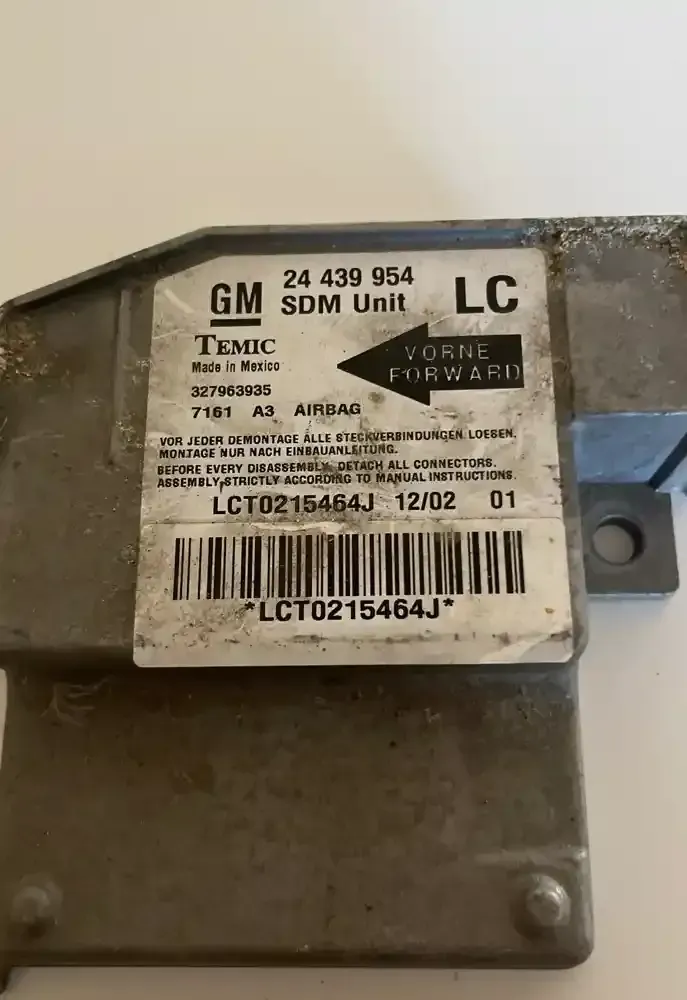 GM 24 439 954 LC
SDM Unit
TEMIC
Made in Mexico
327963935
7161 A3 AIRBAG
VORNE
FORWARD
VOR JEDER DEMONTAGE ALLE STECKVERBINDUNGEN LOESEN.
MONTAGE NUR NACH EINBAUANLEITUNG.
BEFORE EVERY DISASSEMBLY, DETACH ALL CONNECTORS.
ASSEMBLY STRICTLY ACCORDING TO MANUAL INSTRUCTIONS.
LCT0215464J 12/02 01
*LCT0215464J*